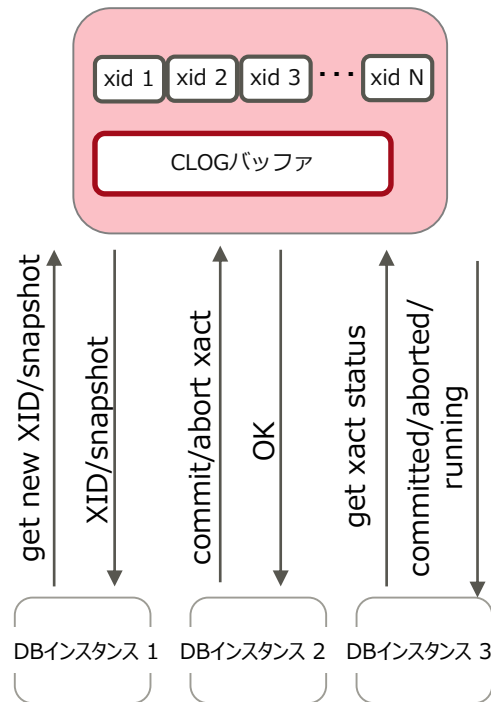 xid 1 xid 2 xid 3 ･･･ xid N
CLOGバッファ
get new XID/snapshot
XID/snapshot
commit/abort xact
OK
get xact status
committed/aborted/
running
DBインスタンス 1 DBインスタンス 2 DBインスタンス 3